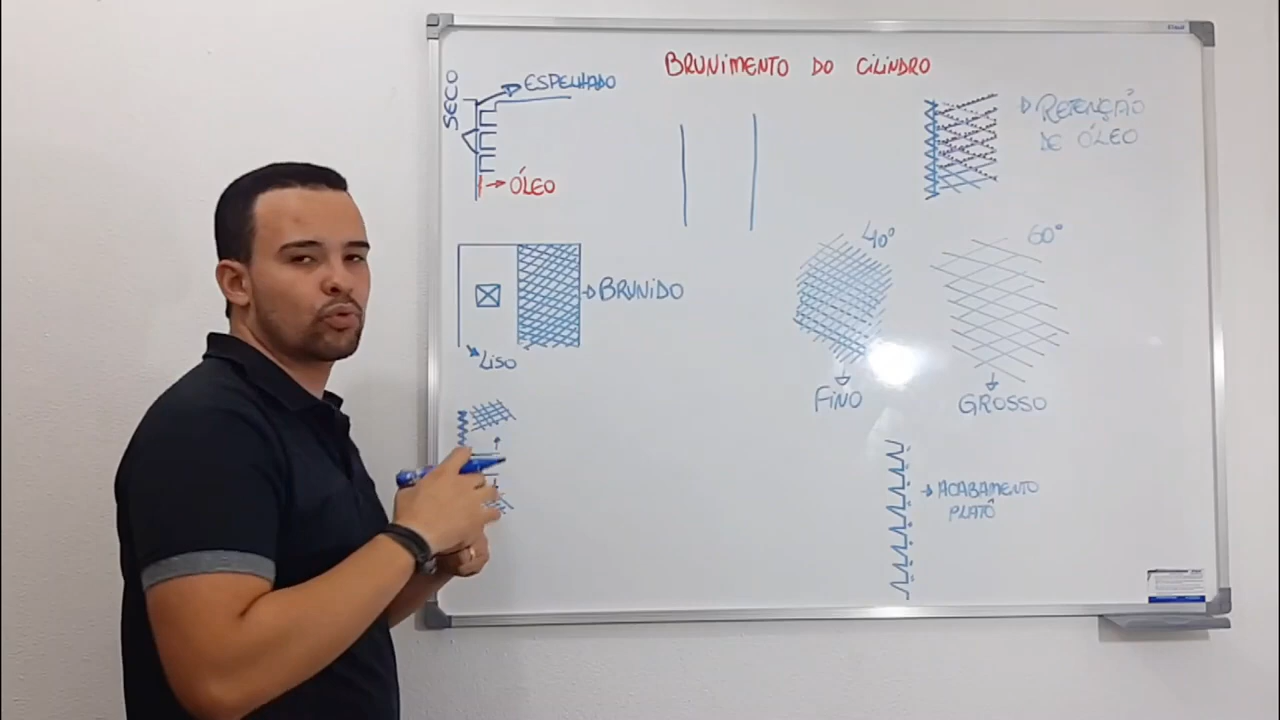 BRUNIMENTO DO CILINDRO
SECO
ESPELHADO
ÓLEO
RETENÇÃO
DE ÓLEO
BRUNIDO
LISO
40°
FINO
60°
GROSSO
ACABAMENTO
PLATÔ